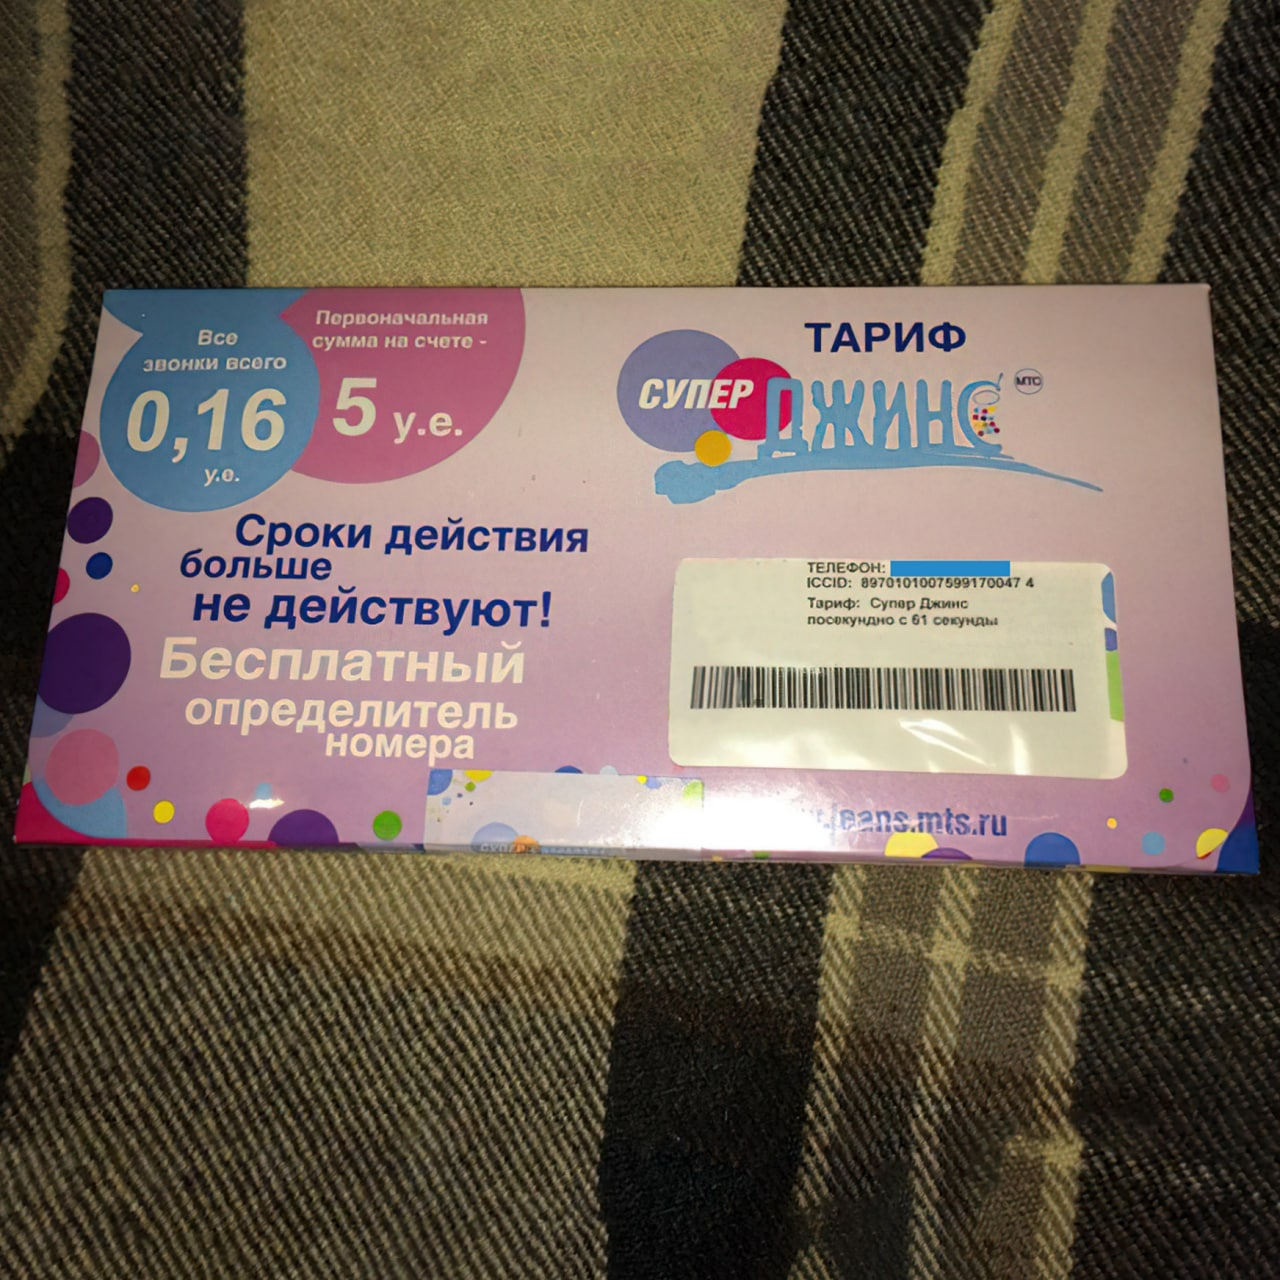 Все
звонки всего
0,16
у.е.
Первоначальная
сумма на счете -
5 у.е.
ТАРИФ
СУПЕР ДЖИНС
МТС
Сроки действия
больше
не действуют!
Бесплатный
определитель
номера
ТЕЛЕФОН:
ICCID: 8970101007599170047 4
Тариф: Супер Джинс
посекундно с 61 секунды
jeans.mts.ru
СУПЕР